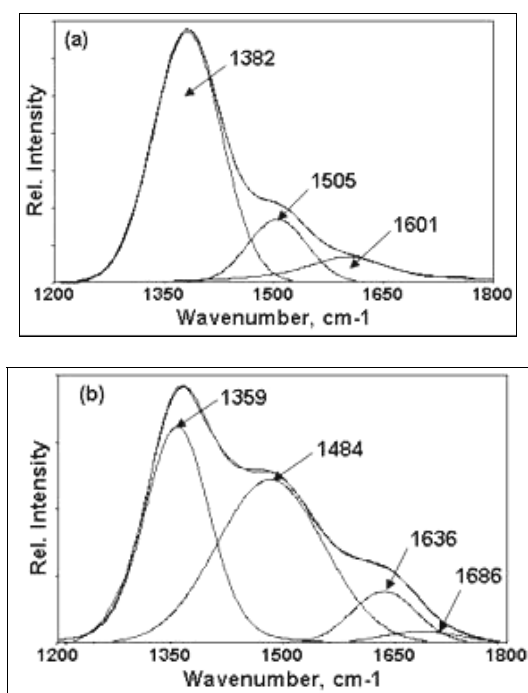 (a)
1382
1505
1601
Rel. Intensity
1200 1350 1500 1650 1800
Wavenumber, cm-1
(b)
1359
1484
1636
1686
Rel. Intensity
1200 1350 1500 1650 1800
Wavenumber, cm-1